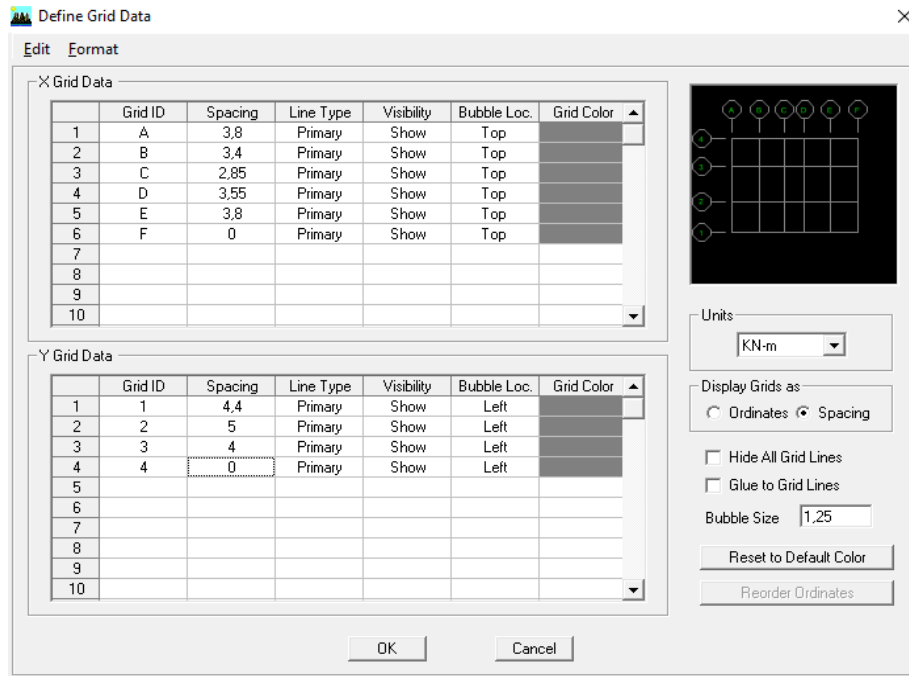 Define Grid Data
Edit Format
X Grid Data
Grid ID Spacing Line Type Visibility Bubble Loc. Grid Color
1 A 3,8 Primary Show Top
2 B 3,4 Primary Show Top
3 C 2,85 Primary Show Top
4 D 3,55 Primary Show Top
5 E 3,8 Primary Show Top
6 F 0 Primary Show Top
7
8
9
10
A B C D E F
4
3
2
1
Units
KN-m
Y Grid Data
Grid ID Spacing Line Type Visibility Bubble Loc. Grid Color
1 1 4,4 Primary Show Left
2 2 5 Primary Show Left
3 3 4 Primary Show Left
4 4 0 Primary Show Left
5
6
7
8
9
10
Display Grids as
Ordinates Spacing
Hide All Grid Lines
Glue to Grid Lines
Bubble Size 1,25
Reset to Default Color
Reorder Ordinates
OK Cancel